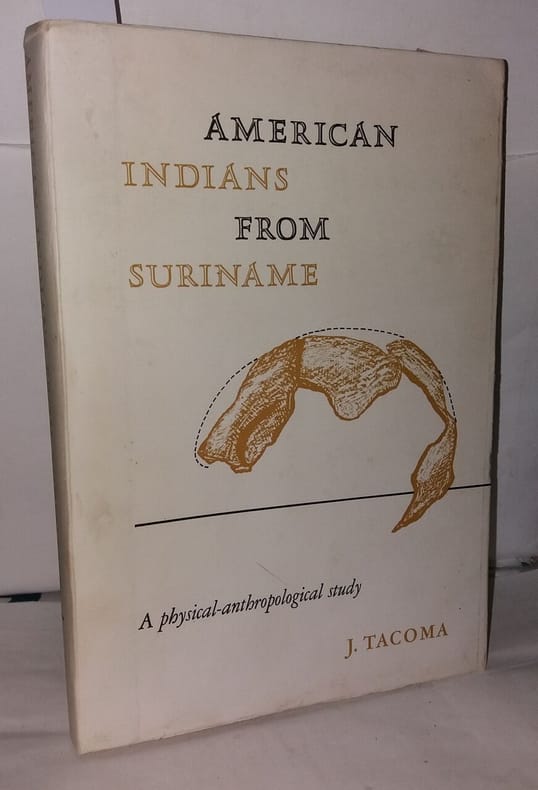 AMERICAN
INDIANS
FROM
SURINAME
A physical-anthropological study
J. TACOMA